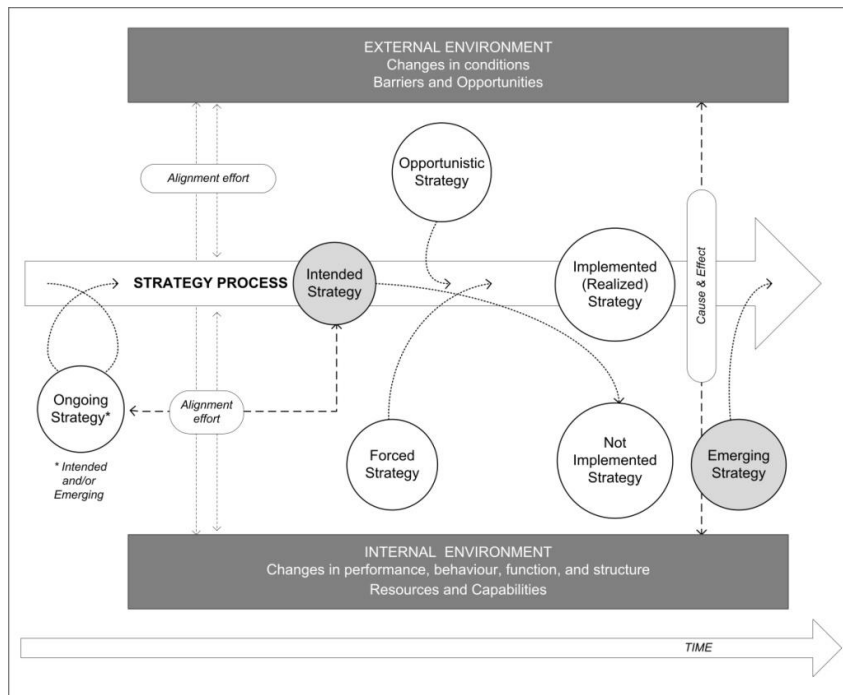 EXTERNAL ENVIRONMENT
Changes in conditions
Barriers and Opportunities
Alignment effort
Opportunistic
Strategy
STRATEGY PROCESS
Intended
Strategy
Implemented
(Realized)
Strategy
Cause & Effect
Ongoing
Strategy*
* Intended
and/or
Emerging
Alignment
effort
Forced
Strategy
Not
Implemented
Strategy
Emerging
Strategy
INTERNAL ENVIRONMENT
Changes in performance, behaviour, function, and structure
Resources and Capabilities
TIME